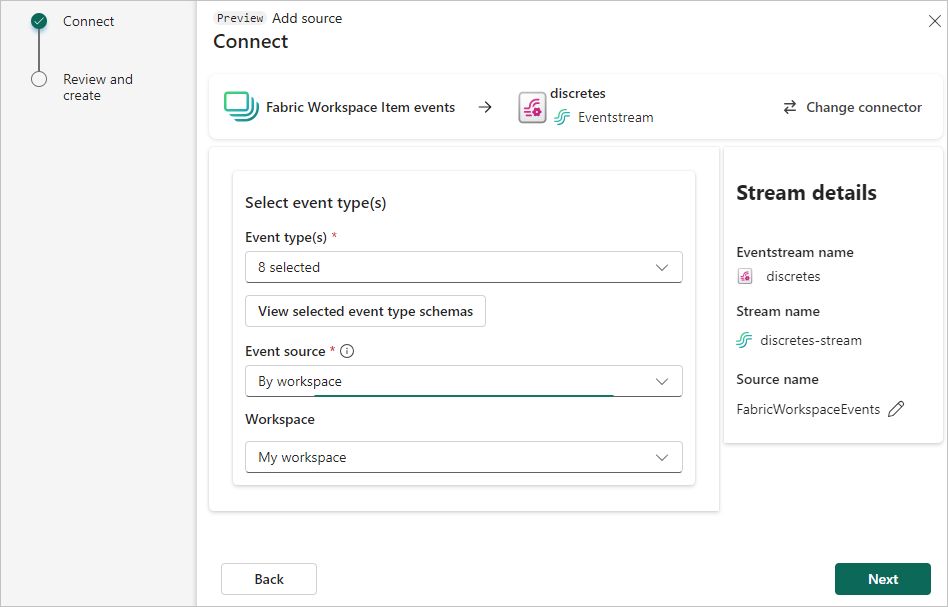 Connect
Review and
create
Preview Add source
Connect
Fabric Workspace Item events
discretes
Eventstream
Change connector
Select event type(s)
Event type(s) *
8 selected
View selected event type schemas
Event source *
By workspace
Workspace
My workspace
Stream details
Eventstream name
discretes
Stream name
discretes-stream
Source name
FabricWorkspaceEvents
Back
Next